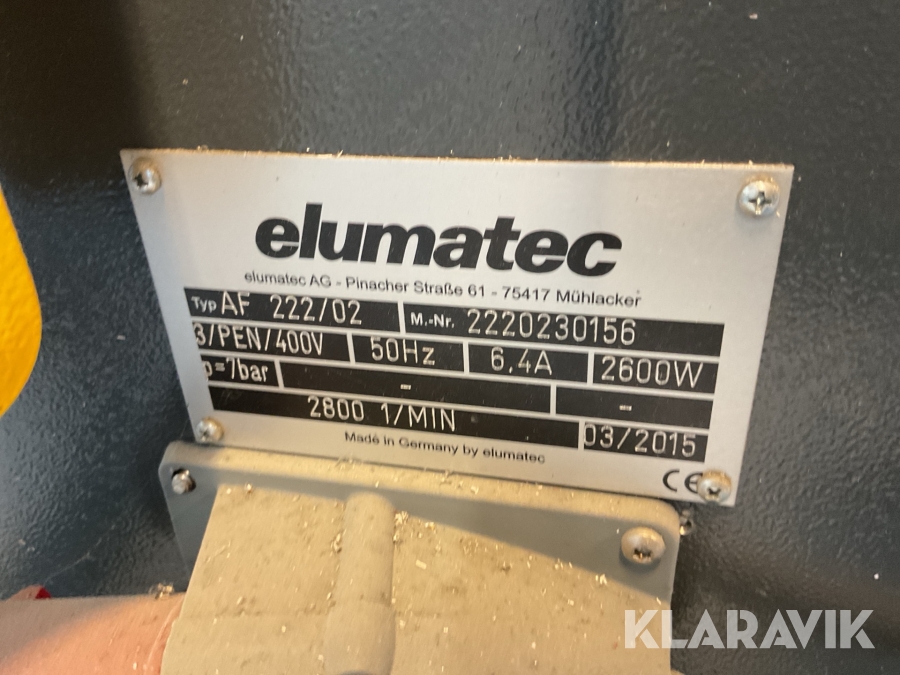 elumatec
elumatec AG - Pinacher Straße 61 - 75417 Mühlacker
Typ AF 222/02 M.-Nr. 2220230156
3/PEN/400V 50Hz 6,4A 2600W
p=7bar - -
2800 1/MIN 03/2015
Made in Germany by elumatec
CE
KLARAVIK